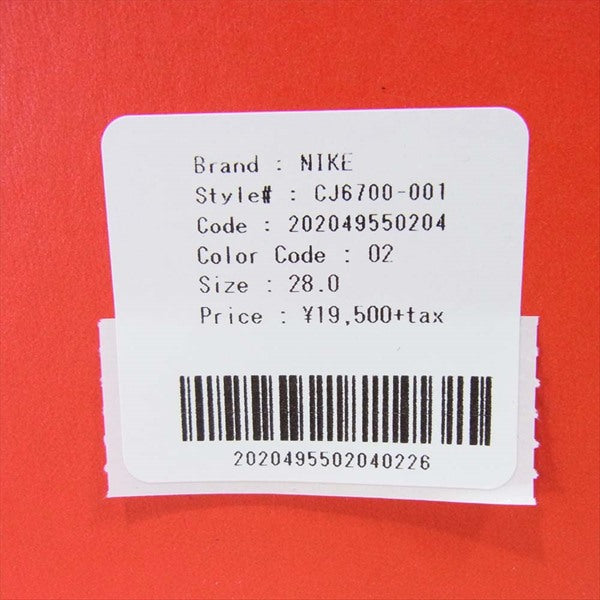 Brand : NIKE
Style# : CJ6700-001
Code : 202049550204
Color Code : 02
Size : 28.0
Price : ¥19,500+tax
2020495502040226